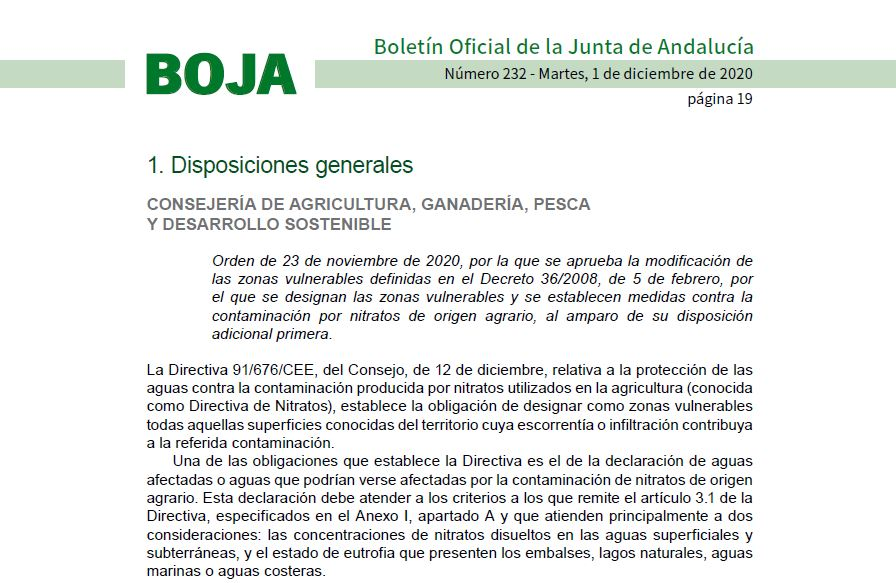 BOJA
Boletín Oficial de la Junta de Andalucía
Número 232 - Martes, 1 de diciembre de 2020
página 19
1. Disposiciones generales
CONSEJERÍA DE AGRICULTURA, GANADERÍA, PESCA
Y DESARROLLO SOSTENIBLE
Orden de 23 de noviembre de 2020, por la que se aprueba la modificación de
las zonas vulnerables definidas en el Decreto 36/2008, de 5 de febrero, por
el que se designan las zonas vulnerables y se establecen medidas contra la
contaminación por nitratos de origen agrario, al amparo de su disposición
adicional primera.
La Directiva 91/676/CEE, del Consejo, de 12 de diciembre, relativa a la protección de las
aguas contra la contaminación producida por nitratos utilizados en la agricultura (conocida
como Directiva de Nitratos), establece la obligación de designar como zonas vulnerables
todas aquellas superficies conocidas del territorio cuya escorrentía o infiltración contribuya
a la referida contaminación.
Una de las obligaciones que establece la Directiva es el de la declaración de aguas
afectadas o aguas que podrían verse afectadas por la contaminación de nitratos de origen
agrario. Esta declaración debe atender a los criterios a los que remite el artículo 3.1 de la
Directiva, especificados en el Anexo I, apartado A y que atienden principalmente a dos
consideraciones: las concentraciones de nitratos disueltos en las aguas superficiales y
subterráneas, y el estado de eutrofia que presenten los embalses, lagos naturales, aguas
marinas o aguas costeras.